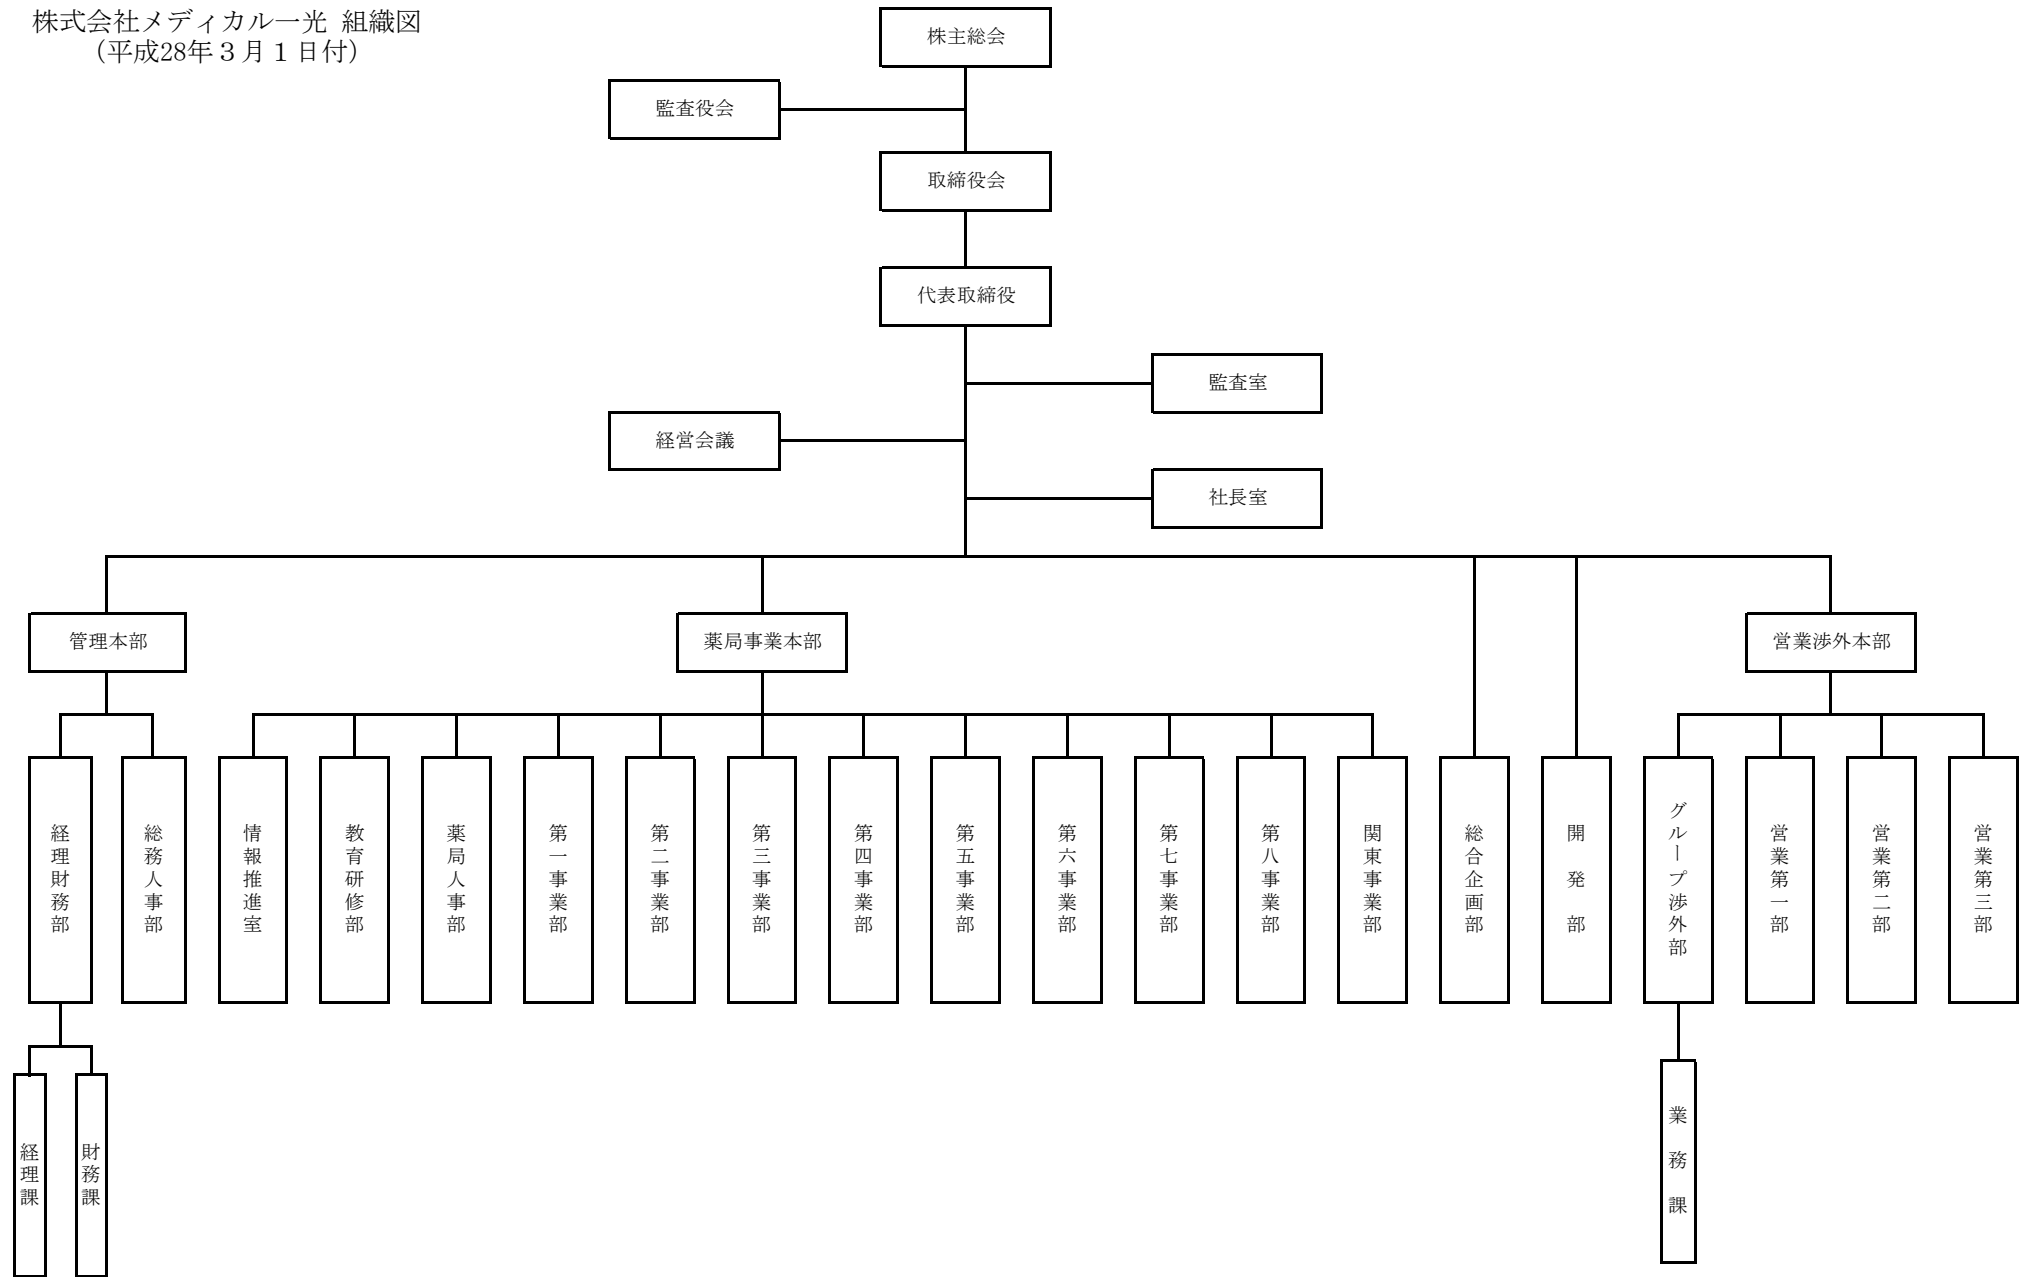 株式会社メディカル一光 組織図
（平成28年３月１日付）
株主総会
監査役会
取締役会
代表取締役
監査室
経営会議
社長室
管理本部
薬局事業本部
営業渉外本部
経理財務部
総務人事部
情報推進室
教育研修部
薬局人事部
第一事業部
第二事業部
第三事業部
第四事業部
第五事業部
第六事業部
第七事業部
第八事業部
関東事業部
総合企画部
開発部
グループ渉外部
営業第一部
営業第二部
営業第三部
経理課
財務課
業務課